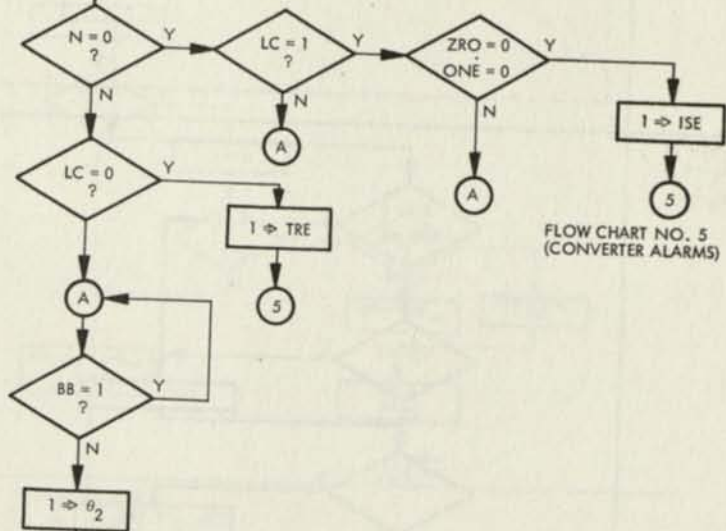 N = 0
?
Y
N
LC = 1
?
Y
N
A
ZRO = 0
·
ONE = 0
Y
N
A
1 ⇒ ISE
5
FLOW CHART NO. 5
(CONVERTER ALARMS)
LC = 0
?
Y
1 ⇒ TRE
5
A
BB = 1
?
Y
N
1 ⇒ θ₂